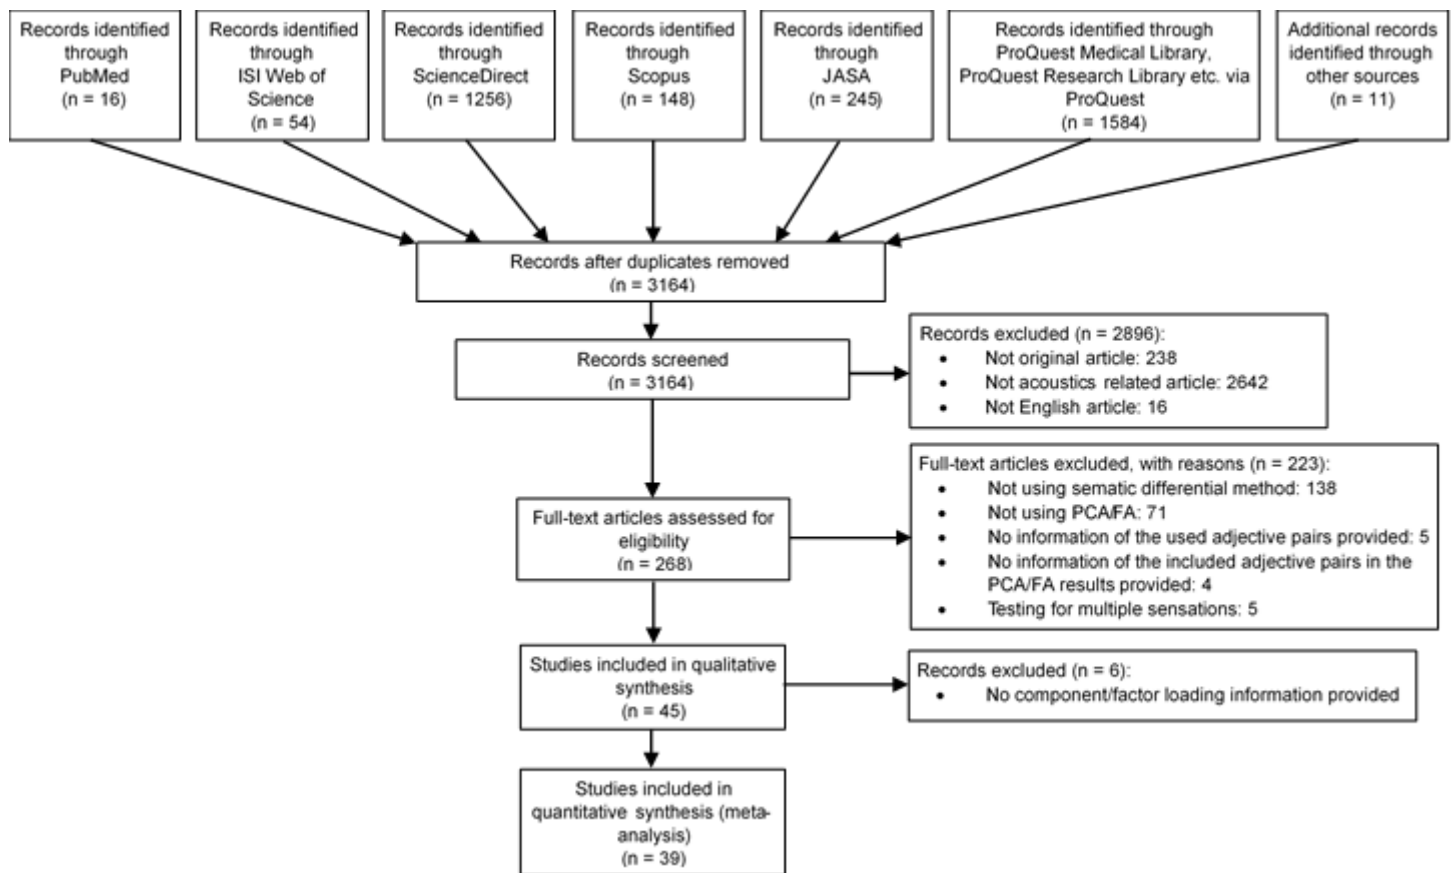 Records identified
through
PubMed
(n = 16)
Records identified
through
ISI Web of
Science
(n = 54)
Records identified
through
ScienceDirect
(n = 1256)
Records identified
through
Scopus
(n = 148)
Records identified
through
JASA
(n = 245)
Records identified through
ProQuest Medical Library,
ProQuest Research Library etc. via
ProQuest
(n = 1584)
Additional records
identified through
other sources
(n = 11)
Records after duplicates removed
(n = 3164)
Records screened
(n = 3164)
Records excluded (n = 2896):
• Not original article: 238
• Not acoustics related article: 2642
• Not English article: 16
Full-text articles assessed for
eligibility
(n = 268)
Full-text articles excluded, with reasons (n = 223):
• Not using sematic differential method: 138
• Not using PCA/FA: 71
• No information of the used adjective pairs provided: 5
• No information of the included adjective pairs in the
PCA/FA results provided: 4
• Testing for multiple sensations: 5
Studies included in qualitative
synthesis
(n = 45)
Records excluded (n = 6):
• No component/factor loading information provided
Studies included in
quantitative synthesis (meta-
analysis)
(n = 39)